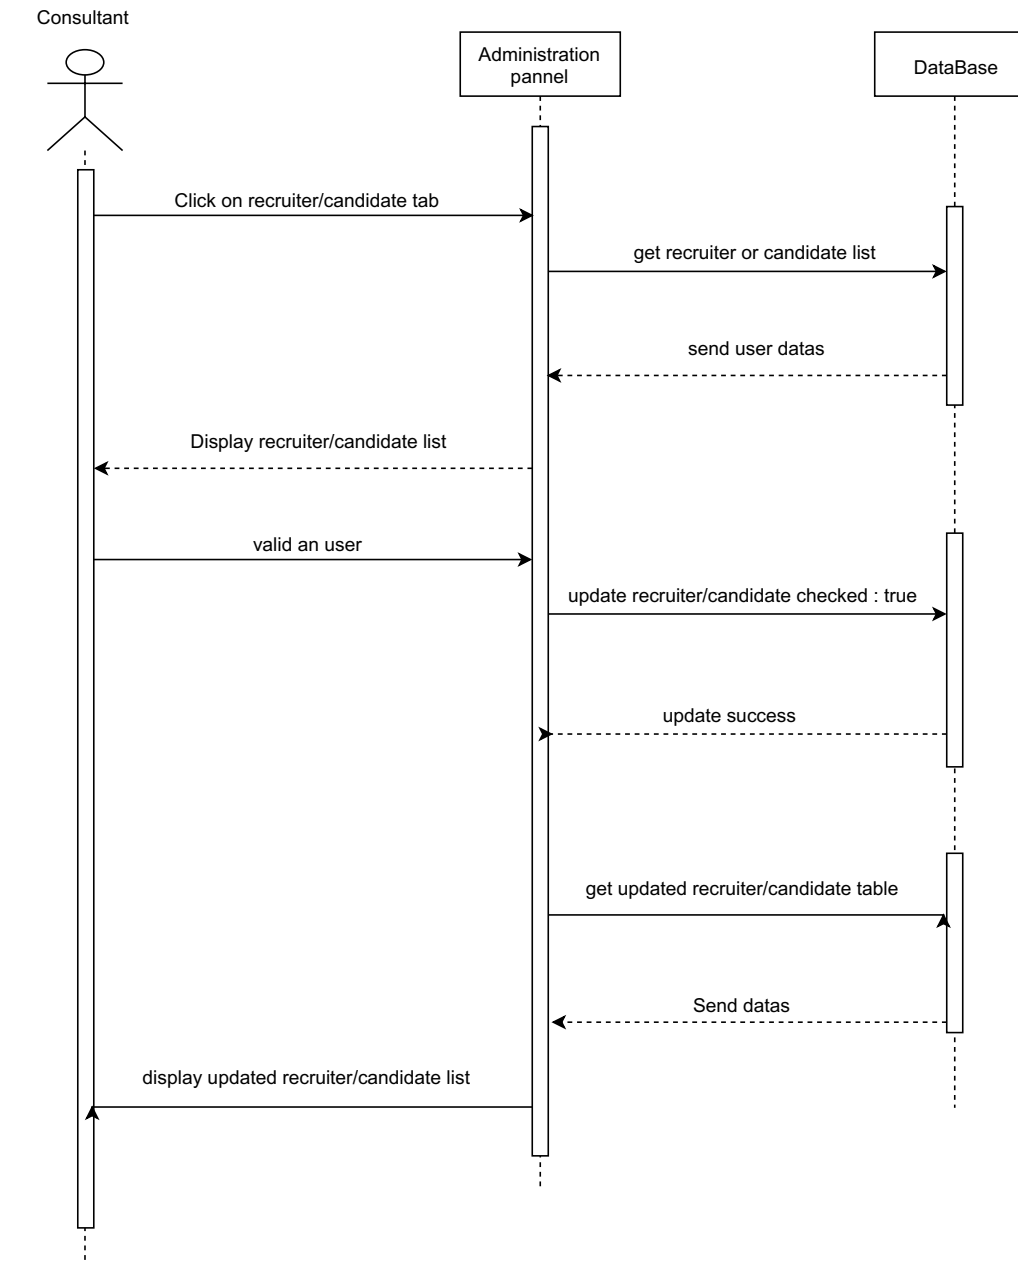 Consultant
Administration
pannel
DataBase
Click on recruiter/candidate tab
get recruiter or candidate list
send user datas
Display recruiter/candidate list
valid an user
update recruiter/candidate checked : true
update success
get updated recruiter/candidate table
Send datas
display updated recruiter/candidate list